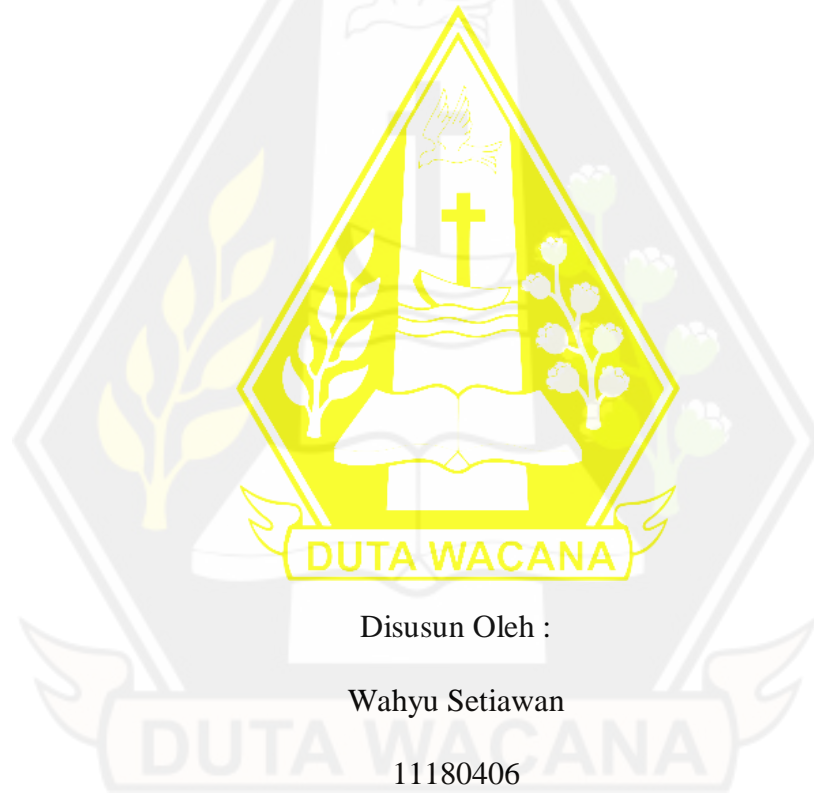 DUTA WACANA
Disusun Oleh :
Wahyu Setiawan
DUTA WACANA
11180406